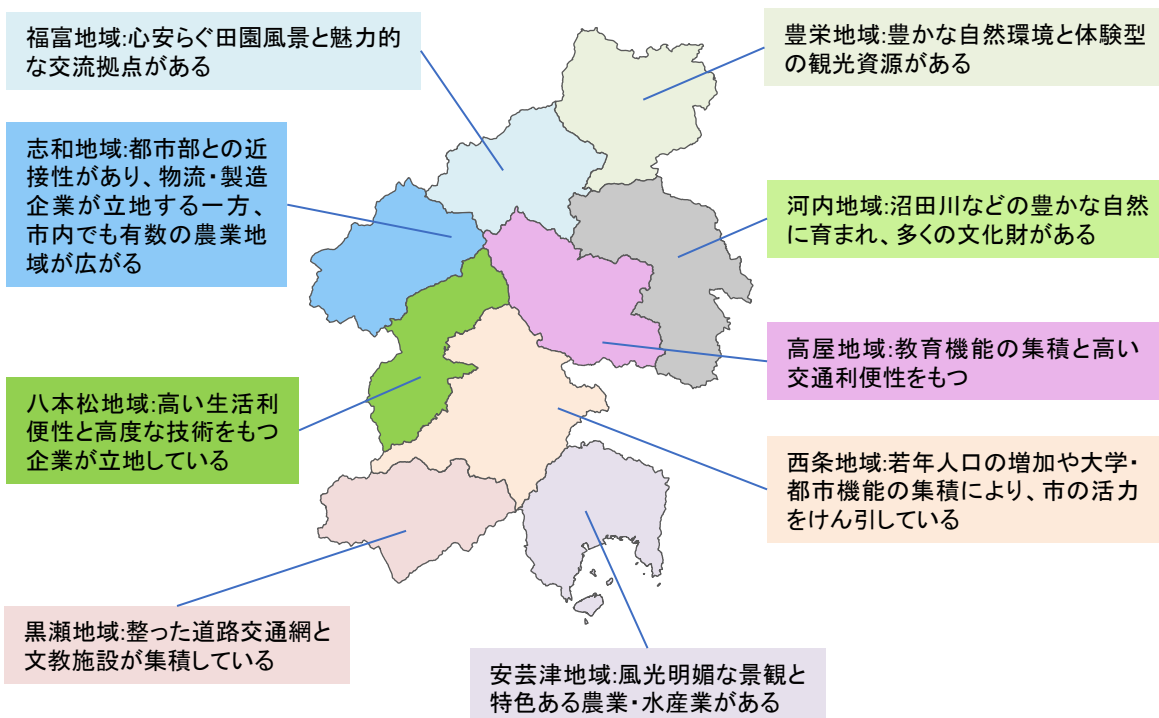 福富地域:心安らぐ田園風景と魅力的
な交流拠点がある
豊栄地域:豊かな自然環境と体験型
の観光資源がある
志和地域:都市部との近
接性があり、物流・製造
企業が立地する一方、
市内でも有数の農業地
域が広がる
河内地域:沼田川などの豊かな自然
に育まれ、多くの文化財がある
高屋地域:教育機能の集積と高い
交通利便性をもつ
八本松地域:高い生活利
便性と高度な技術をもつ
企業が立地している
西条地域:若年人口の増加や大学・
都市機能の集積により、市の活力
をけん引している
黒瀬地域:整った道路交通網と
文教施設が集積している
安芸津地域:風光明媚な景観と
特色ある農業・水産業がある